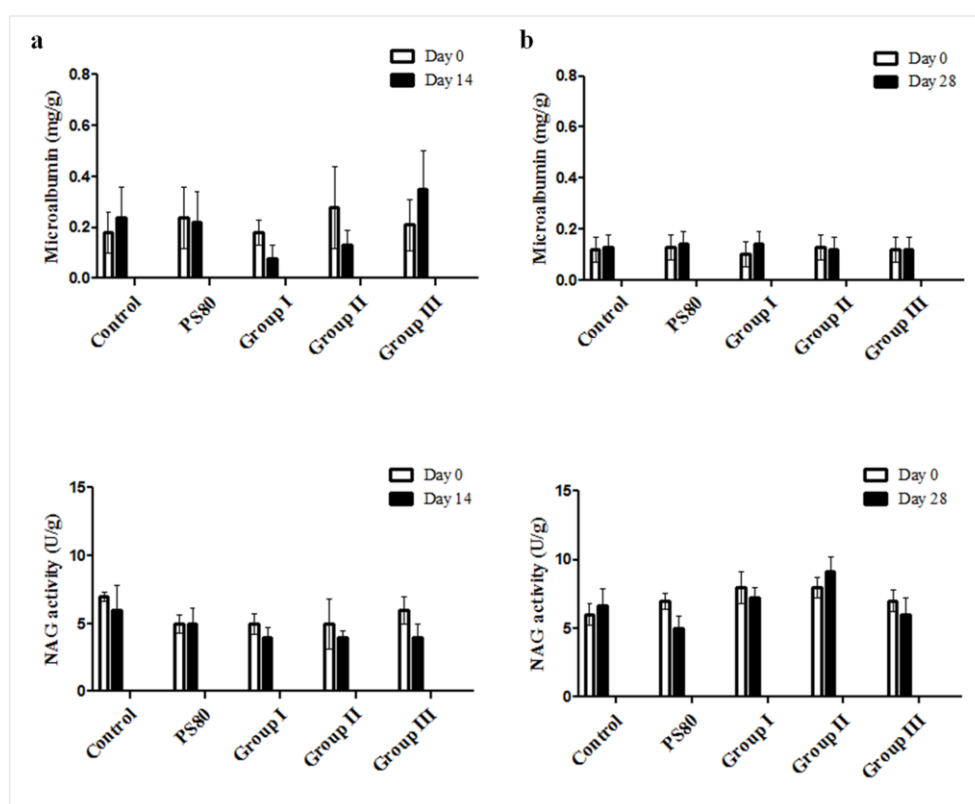 a
Day 0
Day 14
Microalbumin (mg/g)
0.8
0.6
0.4
0.2
0.0
Control
PS80
Group I
Group II
Group III
b
Day 0
Day 28
Microalbumin (mg/g)
0.8
0.6
0.4
0.2
0.0
Control
PS80
Group I
Group II
Group III
Day 0
Day 14
NAG activity (U/g)
15
10
5
0
Control
PS80
Group I
Group II
Group III
Day 0
Day 28
NAG activity (U/g)
15
10
5
0
Control
PS80
Group I
Group II
Group III